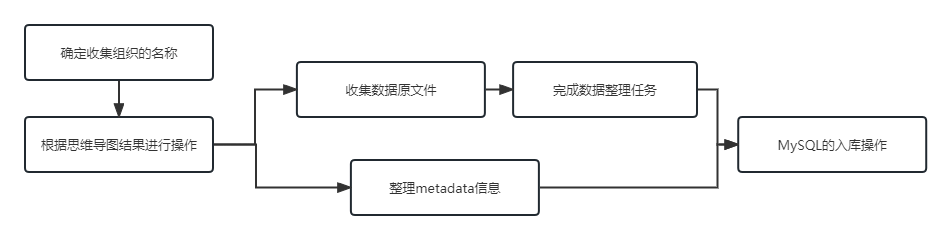 确定收集组织的名称
根据思维导图结果进行操作
收集数据原文件
完成数据整理任务
整理metadata信息
MySQL的入库操作